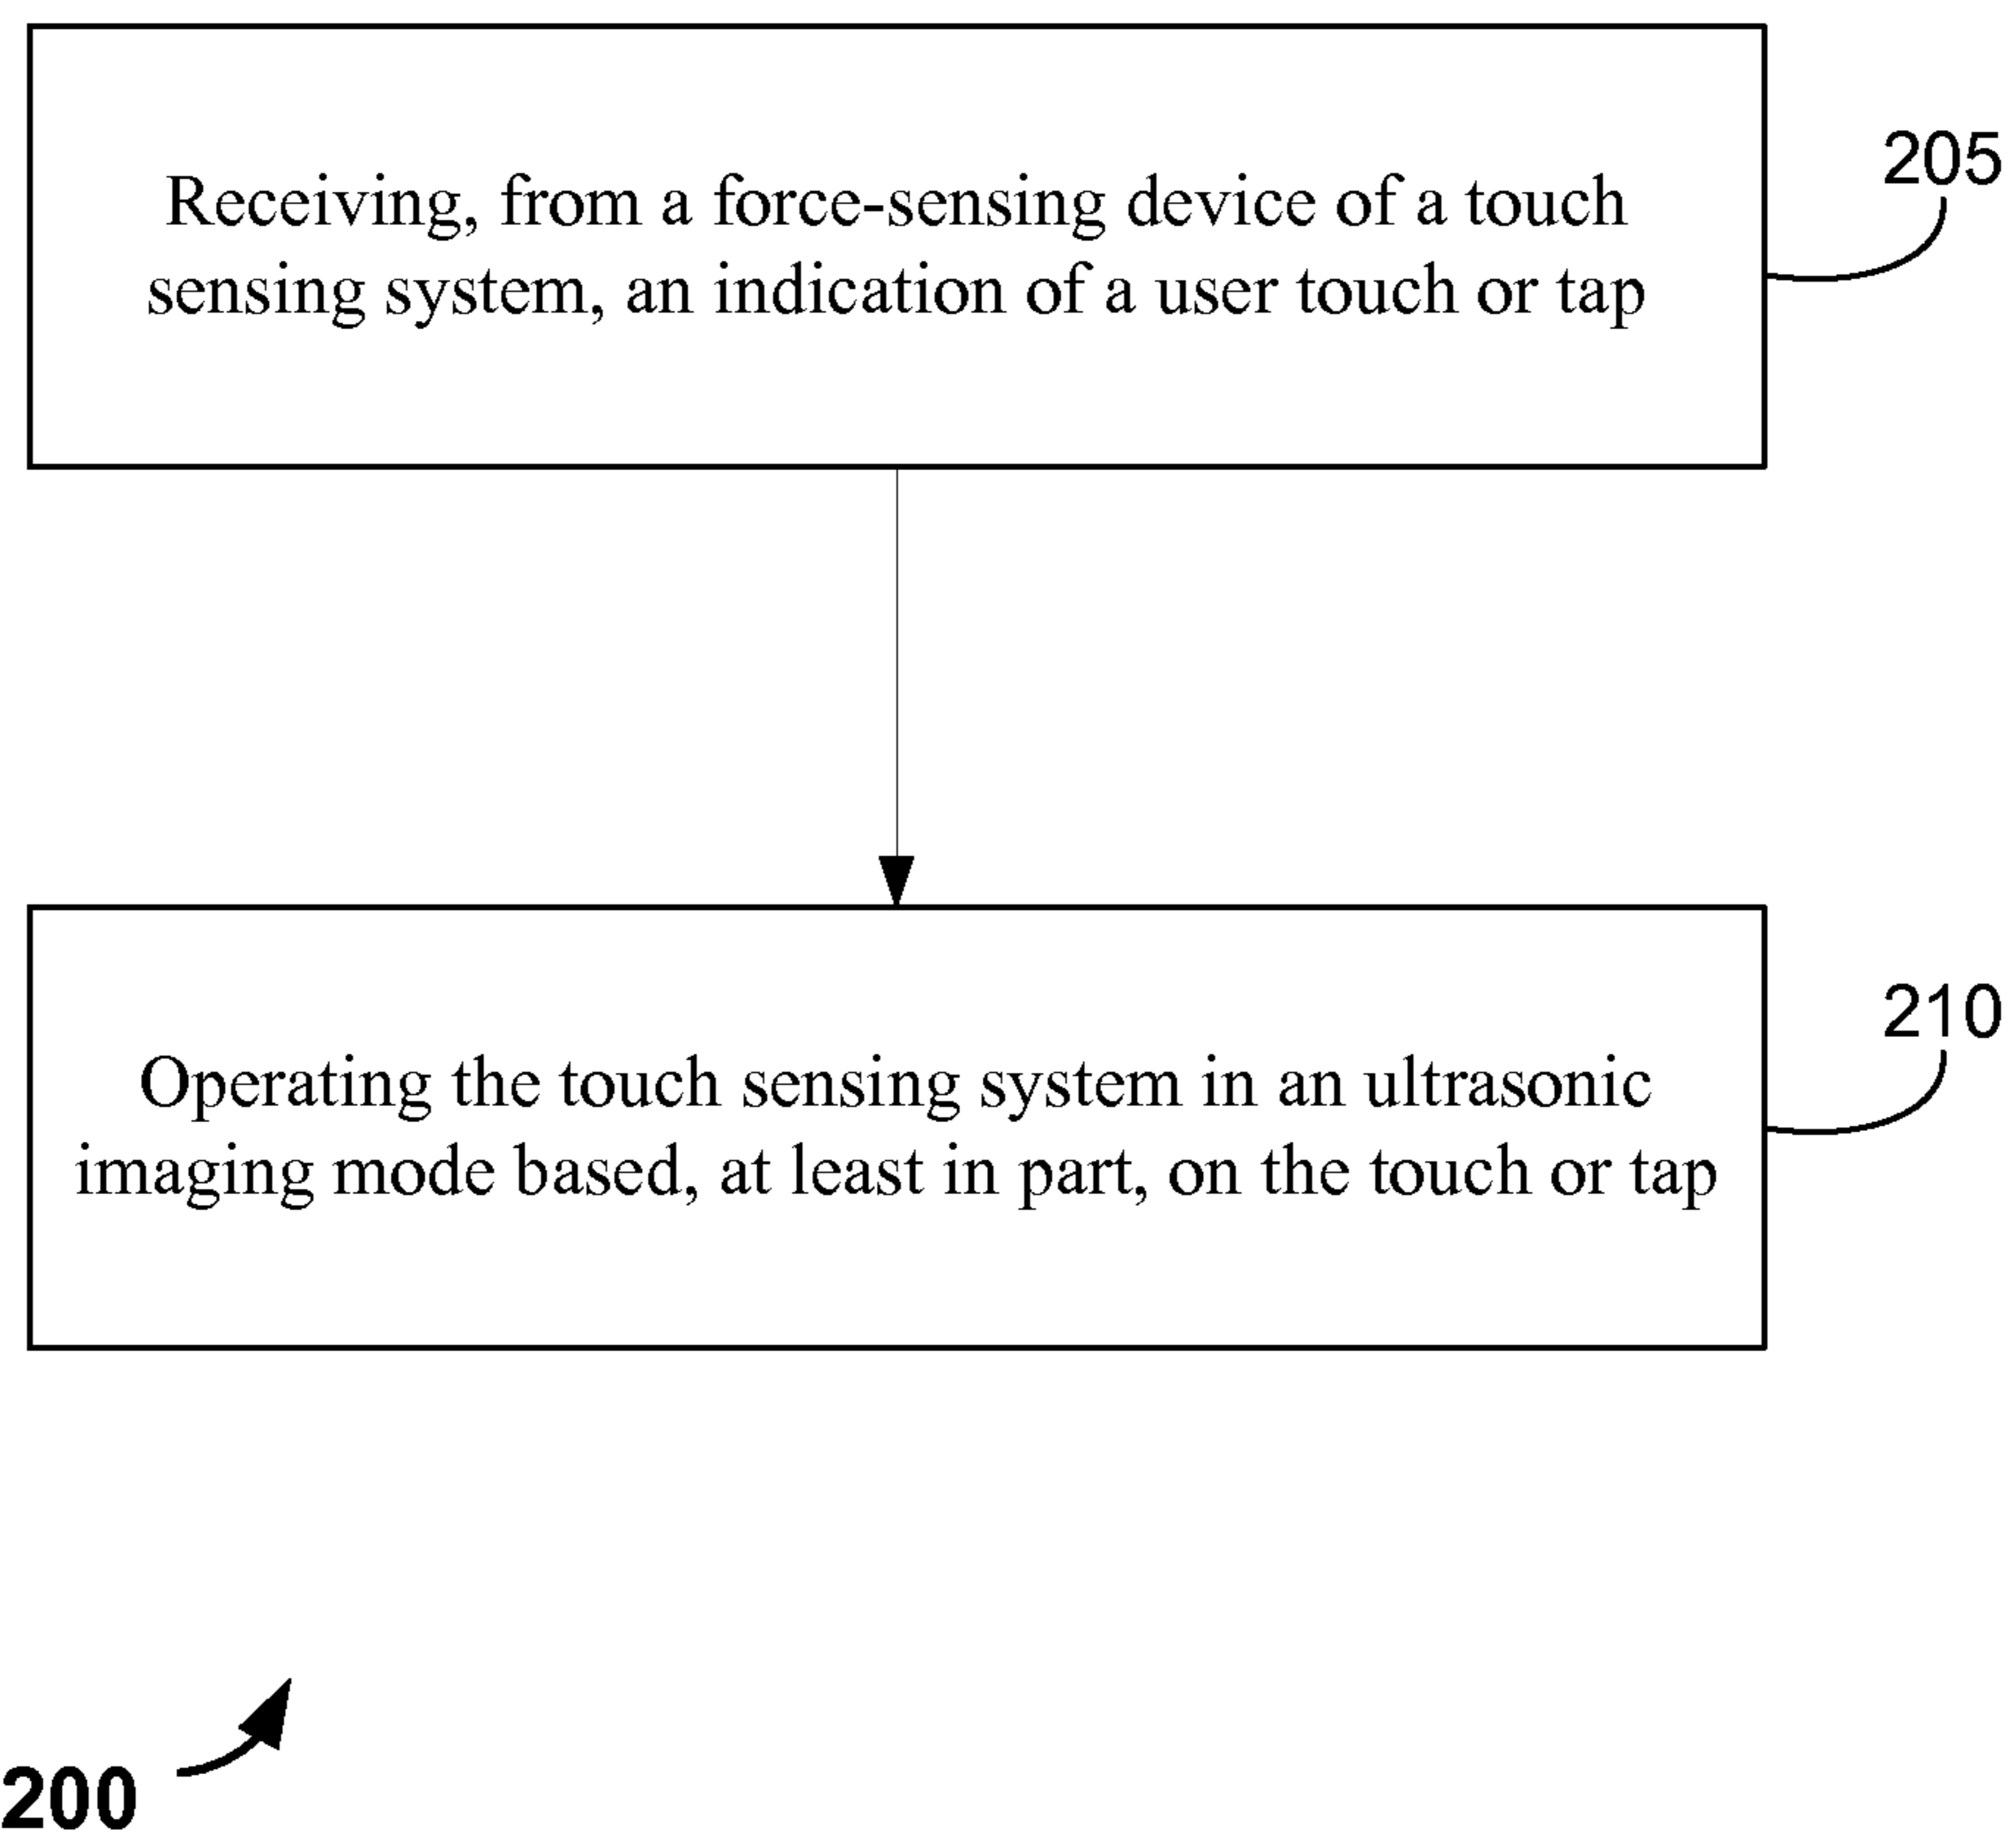 Receiving, from a force-sensing device of a touch
sensing system, an indication of a user touch or tap
205
Operating the touch sensing system in an ultrasonic
imaging mode based, at least in part, on the touch or tap
210
200